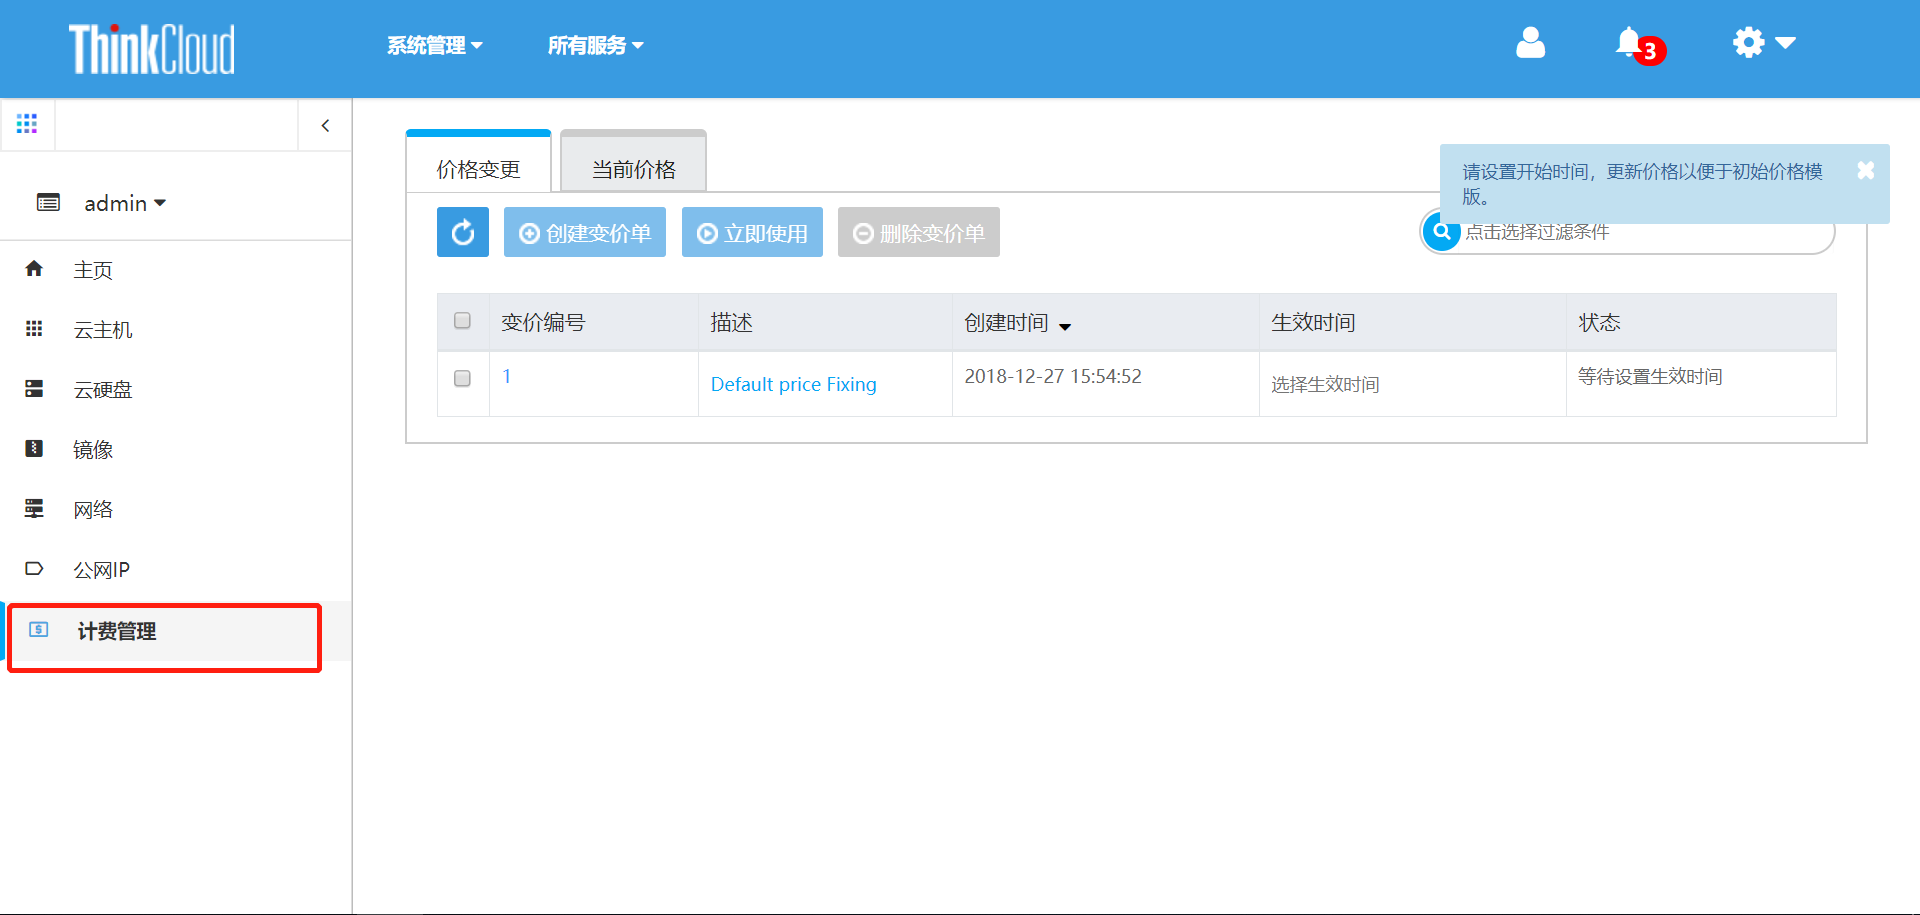 ThinkCloud
系统管理
所有服务
3
admin
主页
云主机
云硬盘
镜像
网络
公网IP
计费管理
价格变更
当前价格
请设置开始时间，更新价格以便于初始价格模
版。
创建变价单
立即使用
删除变价单
点击选择过滤条件
变价编号
描述
创建时间
生效时间
状态
1
Default price Fixing
2018-12-27 15:54:52
选择生效时间
等待设置生效时间